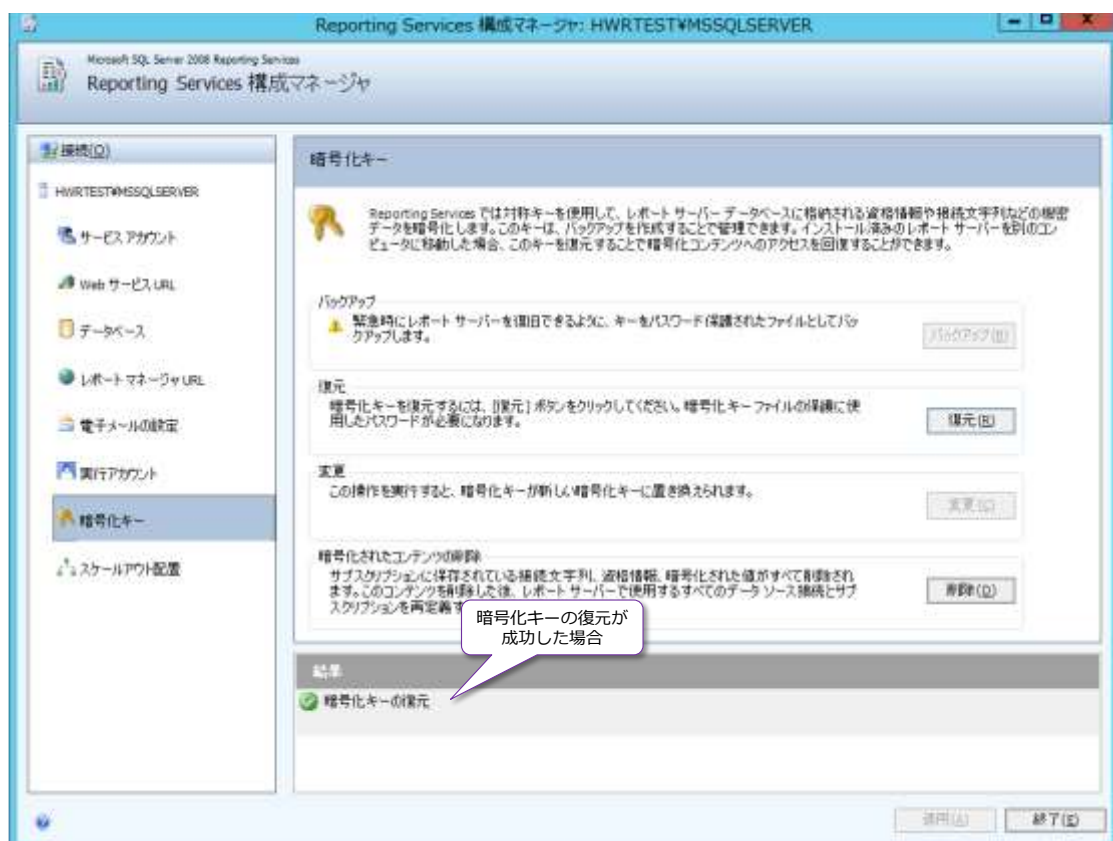 Reporting Services 構成マネージャ: HWRTEST¥MSSQLSERVER
Microsoft SQL Server 2008 Reporting Services
Reporting Services 構成マネージャ
接続(O)
HWRTEST¥MSSQLSERVER
サービス アカウント
Web サービス URL
データベース
レポート マネージャ URL
電子メールの設定
実行アカウント
暗号化キー
スケールアウト配置
暗号化キー
Reporting Services では対称キーを使用して、レポート サーバー データベースに格納される資格情報や接続文字列などの機密
データを暗号化します。このキーは、バックアップを作成することで管理できます。インストール済みのレポート サーバーを別のコン
ピュータに移動した場合、このキーを復元することで暗号化コンテンツへのアクセスを回復することができます。
バックアップ
緊急時にレポート サーバーを復旧できるように、キーをパスワード保護されたファイルとしてバッ
クアップします。
バックアップ(B)
復元
暗号化キーを復元するには、[復元] ボタンをクリックしてください。暗号化キー ファイルの保護に使
用したパスワードが必要になります。
復元(R)
変更
この操作を実行すると、暗号化キーが新しい暗号化キーに置き換えられます。
変更(C)
暗号化されたコンテンツの削除
サブスクリプションに保存されている接続文字列、資格情報、暗号化された値がすべて削除され
ます。このコンテンツを削除した後、レポート サーバーで使用するすべてのデータ ソース接続とサブ
スクリプションを再定義す
削除(D)
暗号化キーの復元が
成功した場合
結果
暗号化キーの復元
適用(A)
終了(E)